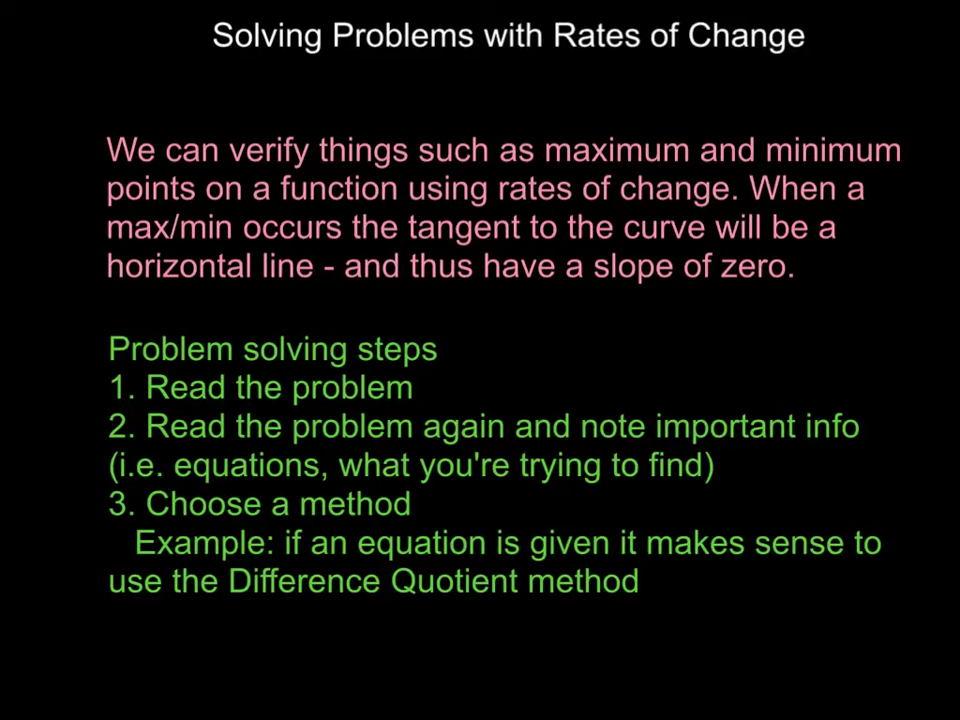 Solving Problems with Rates of Change
We can verify things such as maximum and minimum
points on a function using rates of change. When a
max/min occurs the tangent to the curve will be a
horizontal line - and thus have a slope of zero.
Problem solving steps
1. Read the problem
2. Read the problem again and note important info
(i.e. equations, what you're trying to find)
3. Choose a method
Example: if an equation is given it makes sense to
use the Difference Quotient method